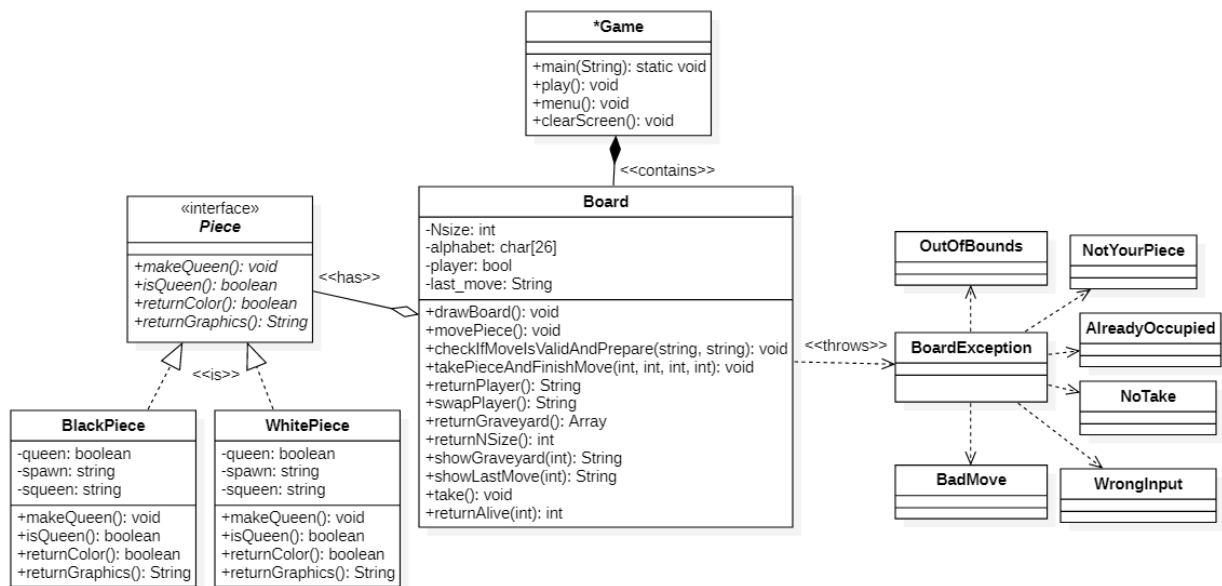 *Game
+main(String): static void
+play(): void
+menu(): void
+clearScreen(): void
<<contains>>
«interface»
Piece
+makeQueen(): void
+isQueen(): boolean
+returnColor(): boolean
+returnGraphics(): String
<<has>>
<<is>>
BlackPiece
-queen: boolean
-spawn: string
-squeen: string
+makeQueen(): void
+isQueen(): boolean
+returnColor(): boolean
+returnGraphics(): String
WhitePiece
-queen: boolean
-spawn: string
-squeen: string
+makeQueen(): void
+isQueen(): boolean
+returnColor(): boolean
+returnGraphics(): String
Board
-Nsize: int
-alphabet: char[26]
-player: bool
-last_move: String
+drawBoard(): void
+movePiece(): void
+checkIfMoveIsValidAndPrepare(string, string): void
+takePieceAndFinishMove(int, int, int, int): void
+returnPlayer(): String
+swapPlayer(): String
+returnGraveyard(): Array
+returnNSize(): int
+showGraveyard(int): String
+showLastMove(int): String
+take(): void
+returnAlive(int): int
<<throws>>
OutOfBounds
NotYourPiece
BoardException
AlreadyOccupied
NoTake
BadMove
WrongInput